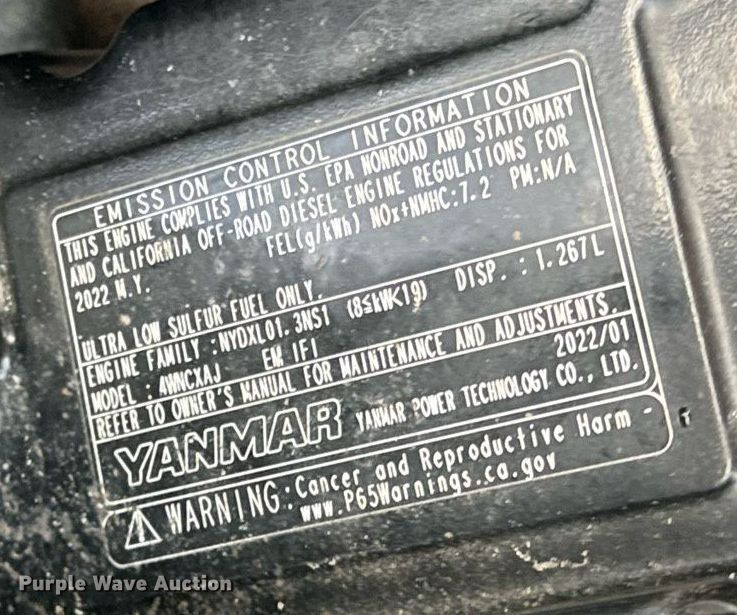 EMISSION CONTROL INFORMATION
THIS ENGINE COMPLIES WITH U.S. EPA NONROAD AND STATIONARY
AND CALIFORNIA OFF-ROAD DIESEL ENGINE REGULATIONS FOR
2022 M.Y. FEL(g/kWh) NOx+NMHC:7.2 PM:N/A
ULTRA LOW SULFUR FUEL ONLY.
ENGINE FAMILY :NYDXL01.3NS1 (8≤kW<19) DISP. : 1.267L
MODEL : 4WNCXAJ EM IFI
REFER TO OWNER'S MANUAL FOR MAINTENANCE AND ADJUSTMENTS.
2022/01
YANMAR YANMAR POWER TECHNOLOGY CO., LTD.
WARNING:Cancer and Reproductive Harm -
www.P65Warnings.ca.gov
Purple Wave Auction